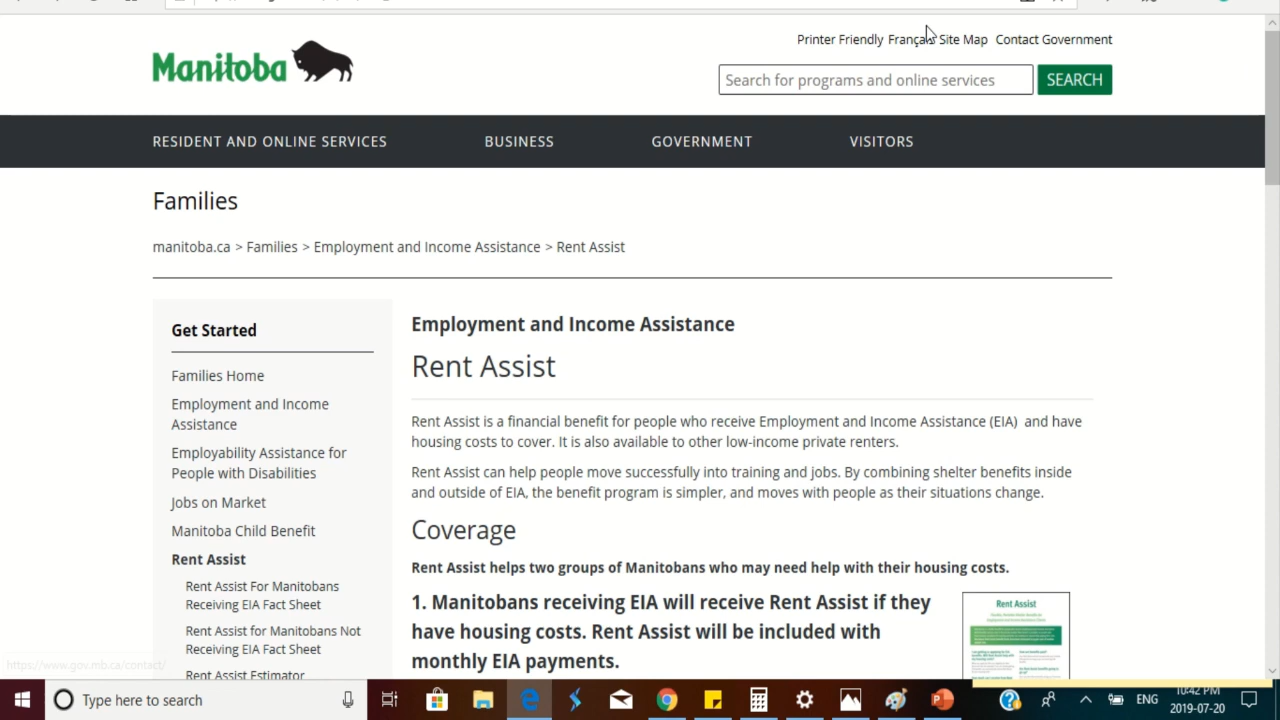 Printer Friendly Français Site Map Contact Government
Manitoba
Search for programs and online services SEARCH
RESIDENT AND ONLINE SERVICES BUSINESS GOVERNMENT VISITORS
Families
manitoba.ca > Families > Employment and Income Assistance > Rent Assist
Get Started
Families Home
Employment and Income
Assistance
Employability Assistance for
People with Disabilities
Jobs on Market
Manitoba Child Benefit
Rent Assist
Rent Assist For Manitobans
Receiving EIA Fact Sheet
Rent Assist for Manitobans Not
Receiving EIA Fact Sheet
Rent Assist Estimator
Employment and Income Assistance
Rent Assist
Rent Assist is a financial benefit for people who receive Employment and Income Assistance (EIA) and have
housing costs to cover. It is also available to other low-income private renters.
Rent Assist can help people move successfully into training and jobs. By combining shelter benefits inside
and outside of EIA, the benefit program is simpler, and moves with people as their situations change.
Coverage
Rent Assist helps two groups of Manitobans who may need help with their housing costs.
1. Manitobans receiving EIA will receive Rent Assist if they
have housing costs. Rent Assist will be included with
monthly EIA payments.
Rent Assist
https://www.gov.mb.ca/contact/
Type here to search
ENG
10:42 PM
2019-07-20